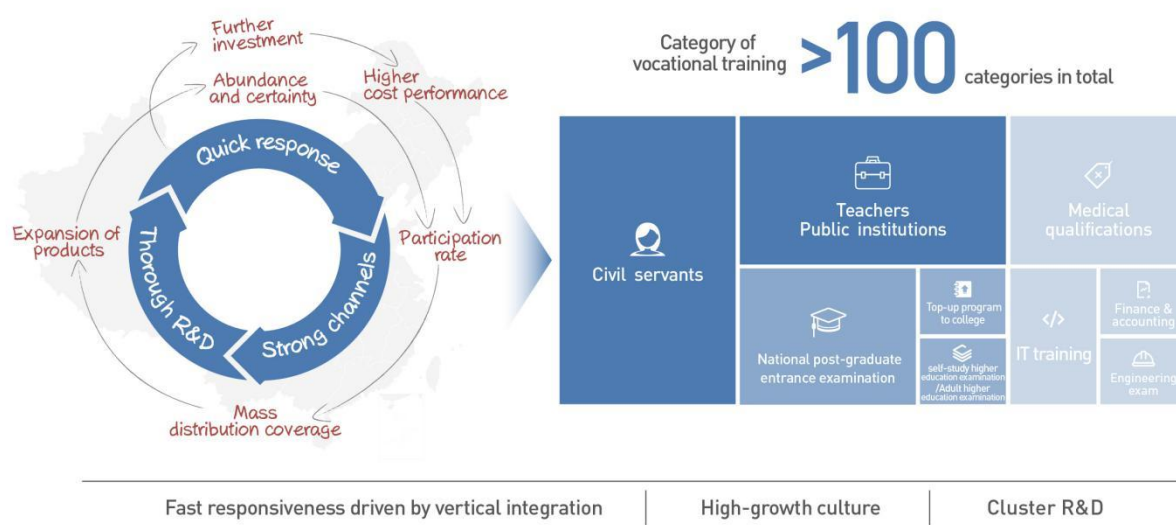 Further
investment
Abundance
and certainty
Higher
cost performance
Quick response
Expansion of
products
Thorough R&D
Strong channels
Participation
rate
Mass
distribution coverage
Category of
vocational training
>100
categories in total
Civil servants
Teachers
Public institutions
Medical
qualifications
National post-graduate
entrance examination
Top-up program
to college
self-study higher
education examination
/Adult higher
education examination
IT training
Finance &
accounting
Engineering
exam
Fast responsiveness driven by vertical integration
High-growth culture
Cluster R&D